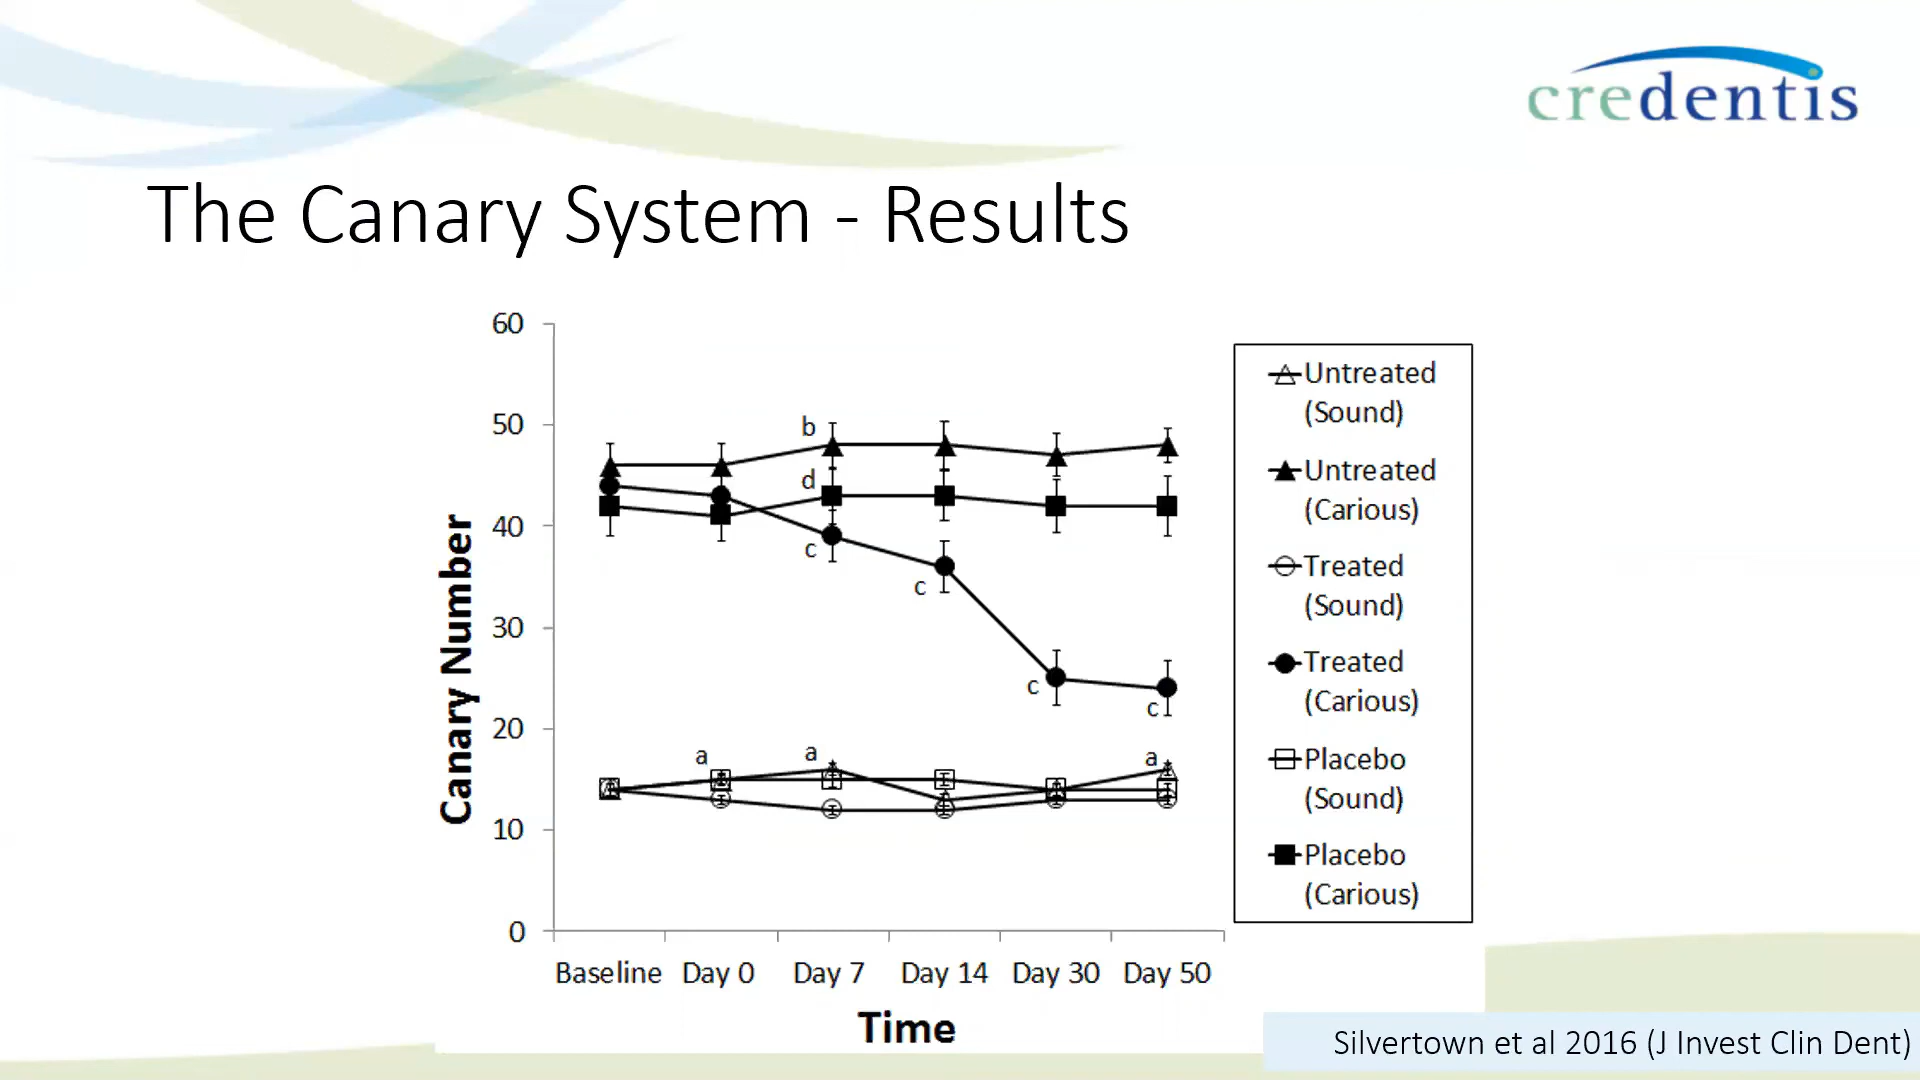 credentis
The Canary System - Results
60
50
40
30
20
10
0
Canary Number
b
d
c
c
c
c
a
a
a
Baseline Day 0 Day 7 Day 14 Day 30 Day 50
Time
Untreated
(Sound)
Untreated
(Carious)
Treated
(Sound)
Treated
(Carious)
Placebo
(Sound)
Placebo
(Carious)
Silvertown et al 2016 (J Invest Clin Dent)